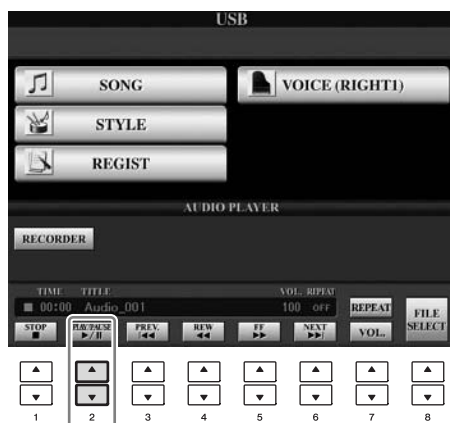 USB
SONG
VOICE (RIGHT1)
STYLE
REGIST
AUDIO PLAYER
RECORDER
TIME TITLE VOL. REPEAT
00:00 Audio_001 100 OFF
REPEAT
FILE SELECT
STOP PLAY/PAUSE PREV. REW FF NEXT VOL.
1 2 3 4 5 6 7 8